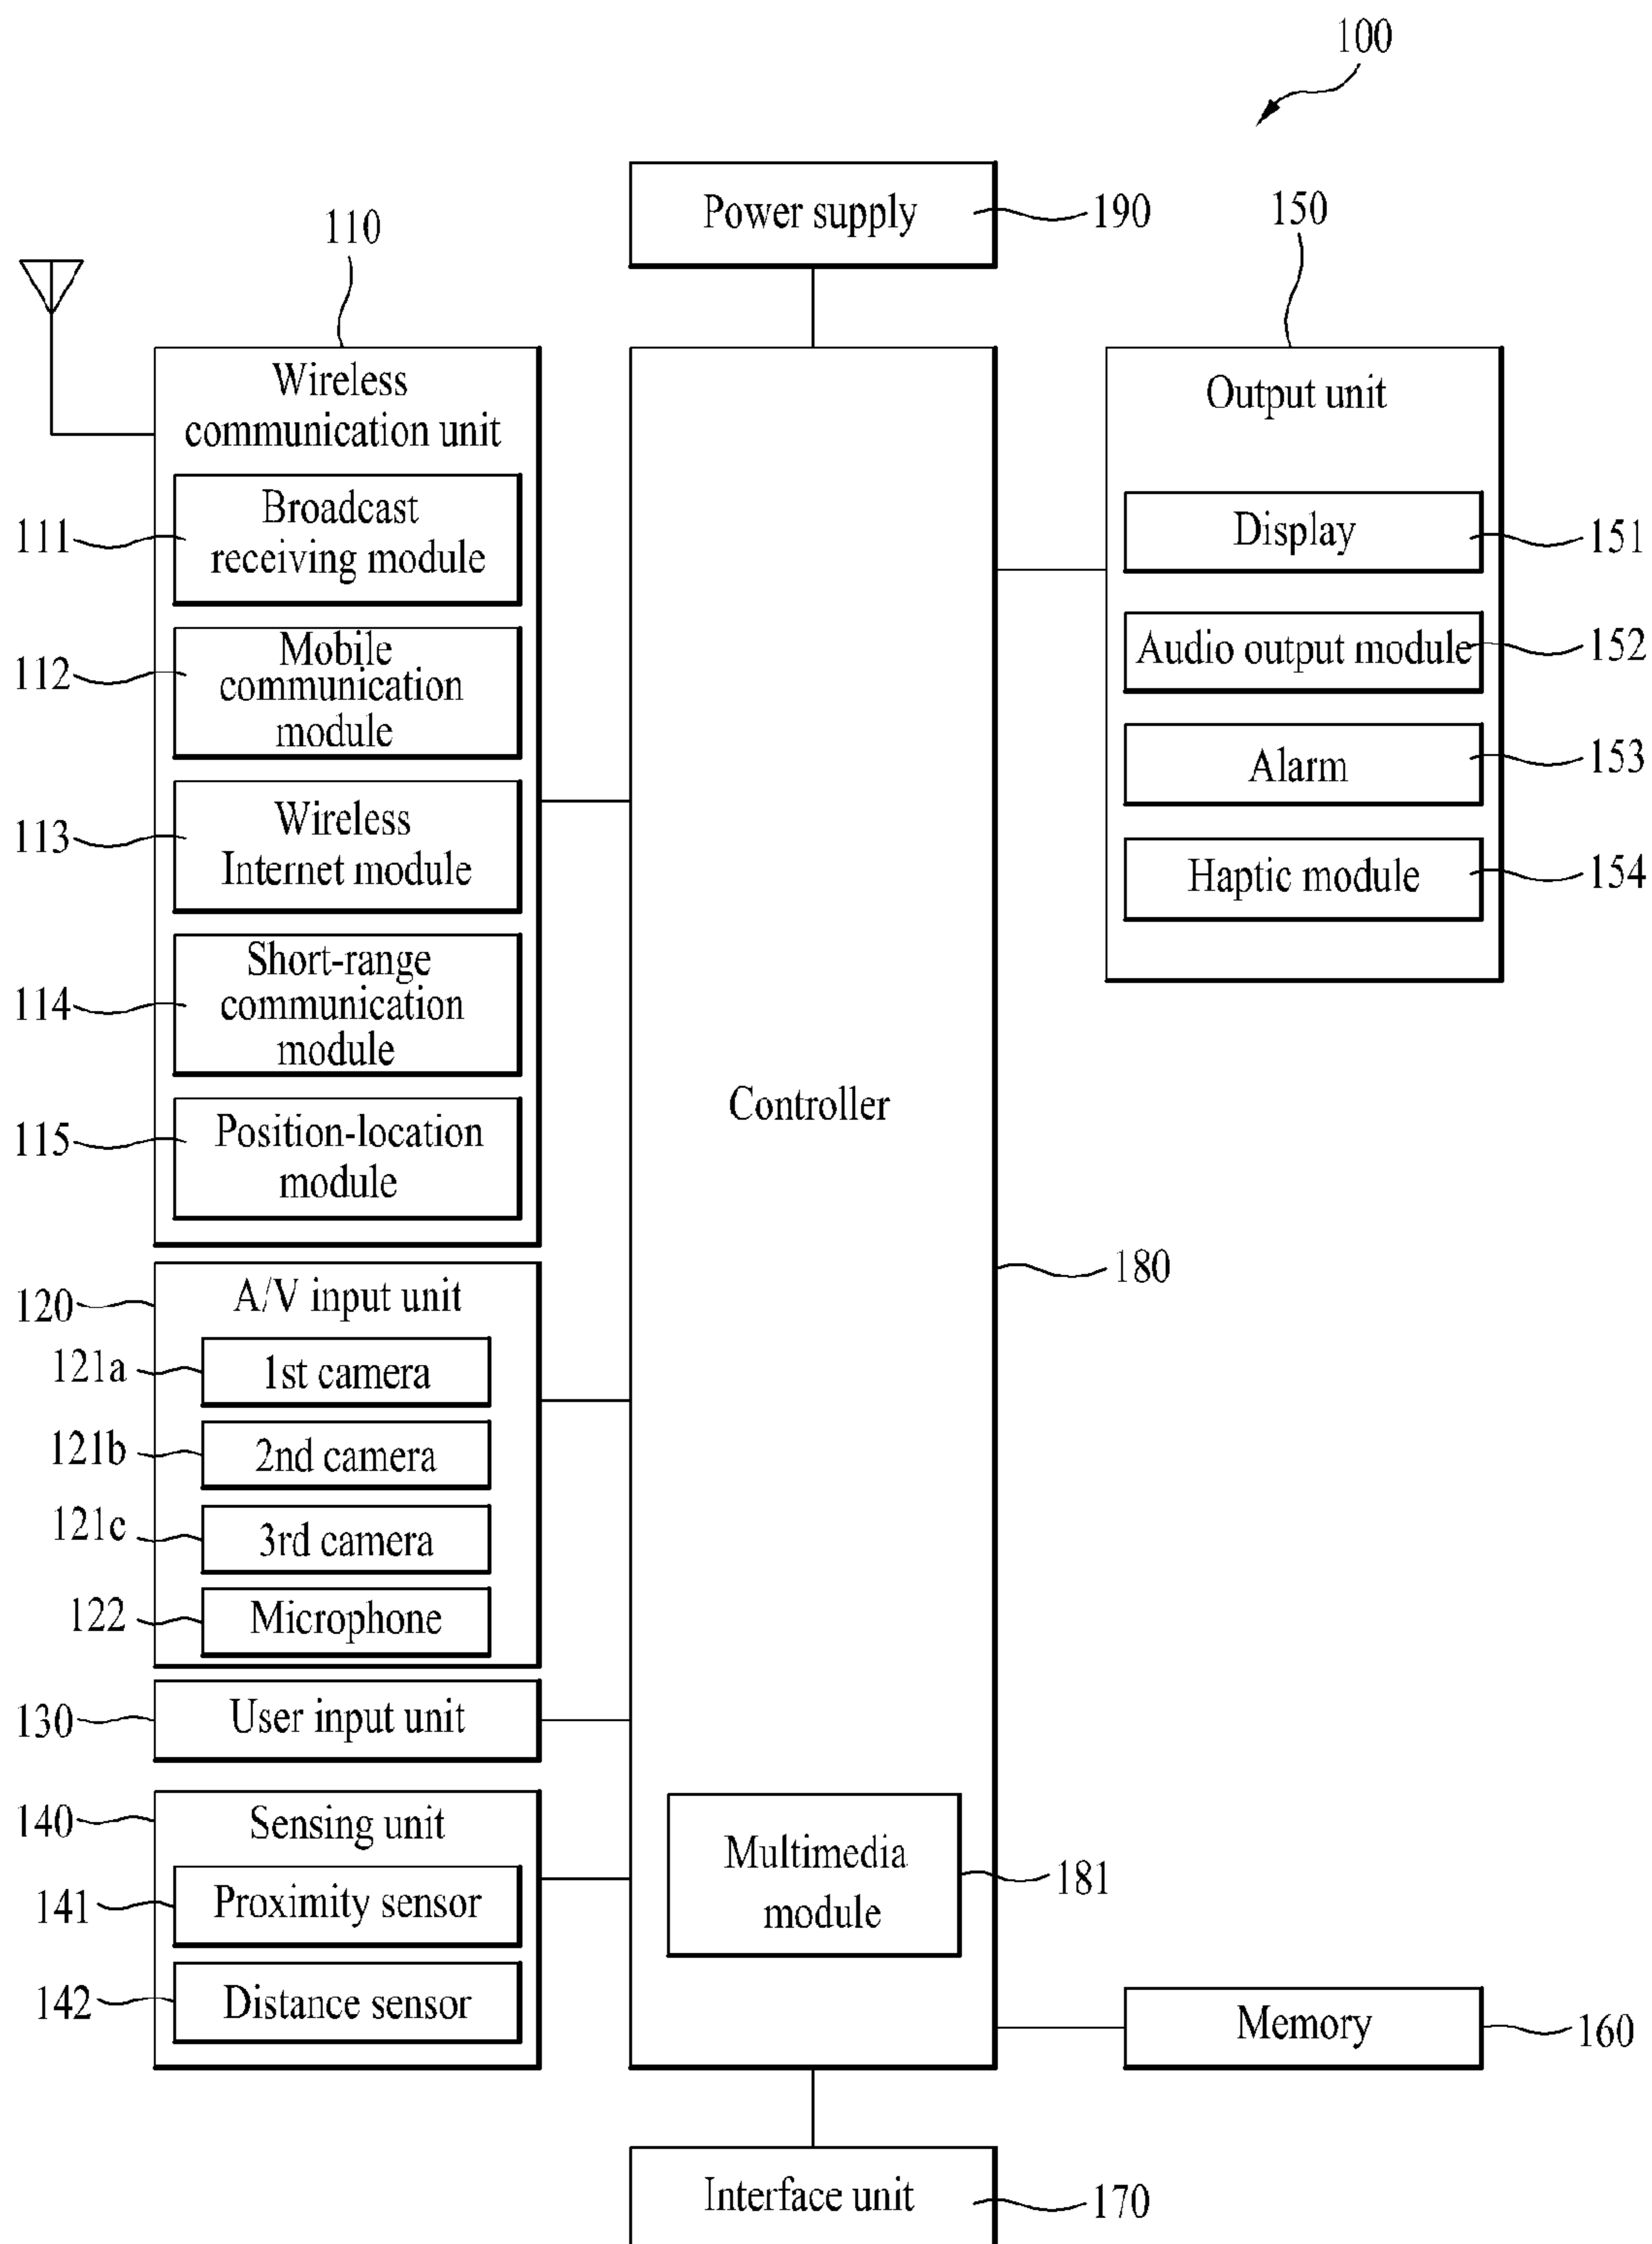 100
Power supply
190
150
110
Wireless
communication unit
Output unit
111
Broadcast
receiving module
Display
151
112
Mobile
communication
module
Audio output module
152
Alarm
153
113
Wireless
Internet module
Haptic module
154
114
Short-range
communication
module
Controller
115
Position-location
module
180
120
A/V input unit
121a
1st camera
121b
2nd camera
121c
3rd camera
122
Microphone
130
User input unit
140
Sensing unit
141
Proximity sensor
142
Distance sensor
Multimedia
module
181
Memory
160
Interface unit
170